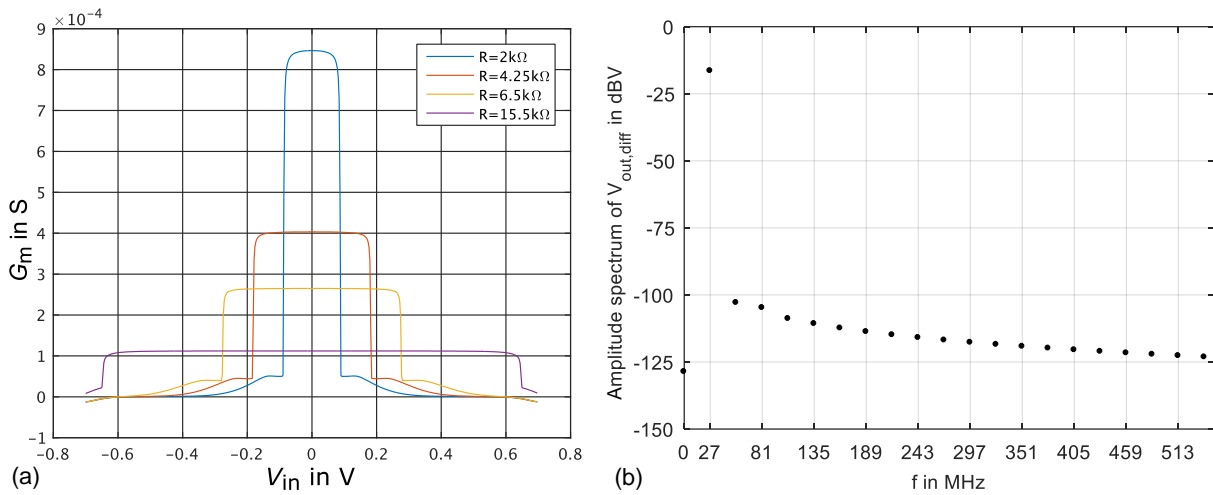 ×10⁻⁴
9
8
7
6
5
4
3
2
1
0
-1
G_m in S
R=2kΩ
R=4.25kΩ
R=6.5kΩ
R=15.5kΩ
-0.8 -0.6 -0.4 -0.2 0 0.2 0.4 0.6 0.8
V_in in V
(a)
0
-25
-50
-75
-100
-125
-150
Amplitude spectrum of V_out,diff in dBV
0 27 81 135 189 243 297 351 405 459 513
f in MHz
(b)